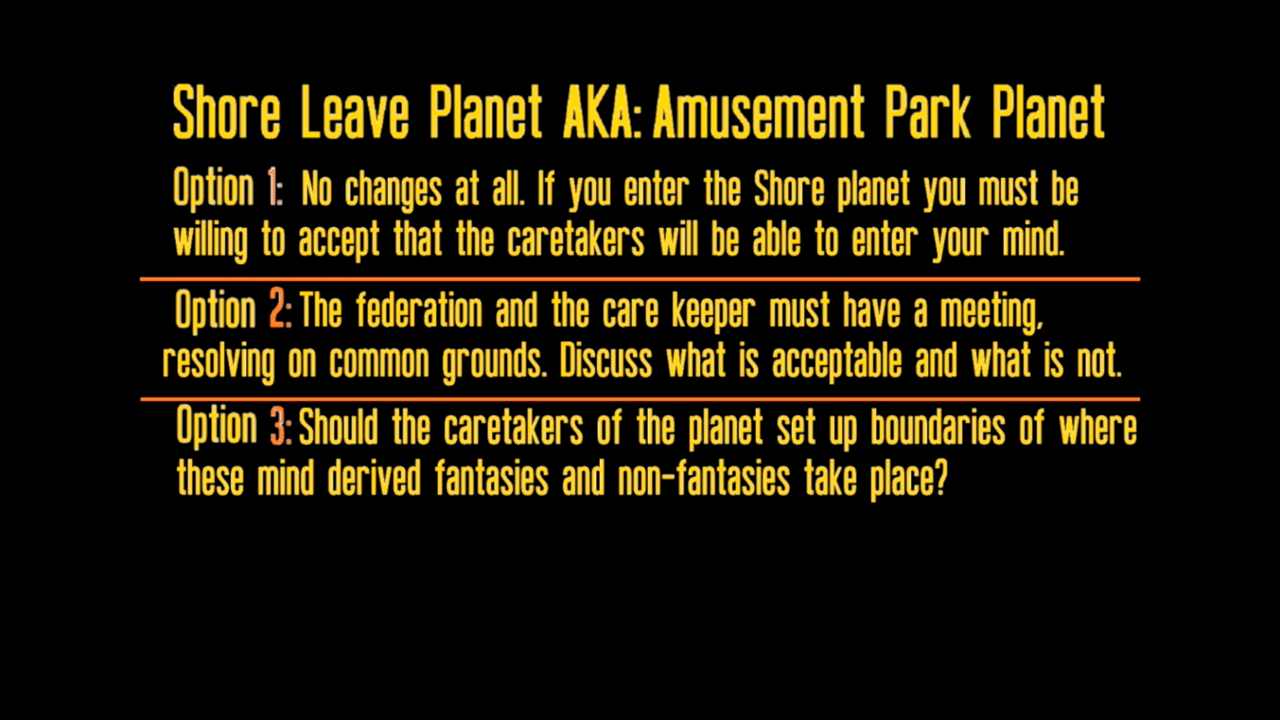 Shore Leave Planet AKA: Amusement Park Planet
Option 1: No changes at all. If you enter the Shore planet you must be
willing to accept that the caretakers will be able to enter your mind.
Option 2: The federation and the care keeper must have a meeting,
resolving on common grounds. Discuss what is acceptable and what is not.
Option 3: Should the caretakers of the planet set up boundaries of where
these mind derived fantasies and non-fantasies take place?